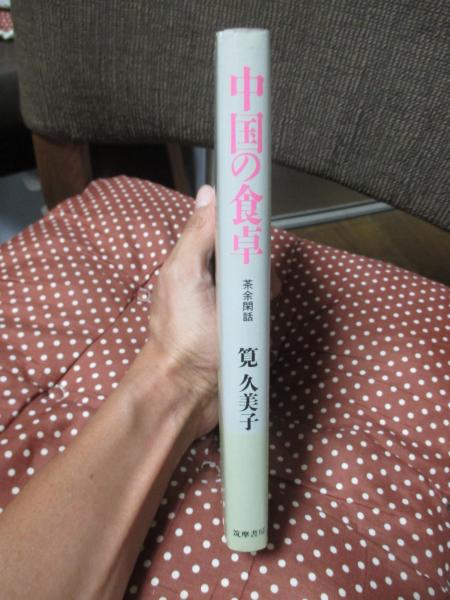 中国の食卓
茶余閑話
筧 久美子
筑摩書房